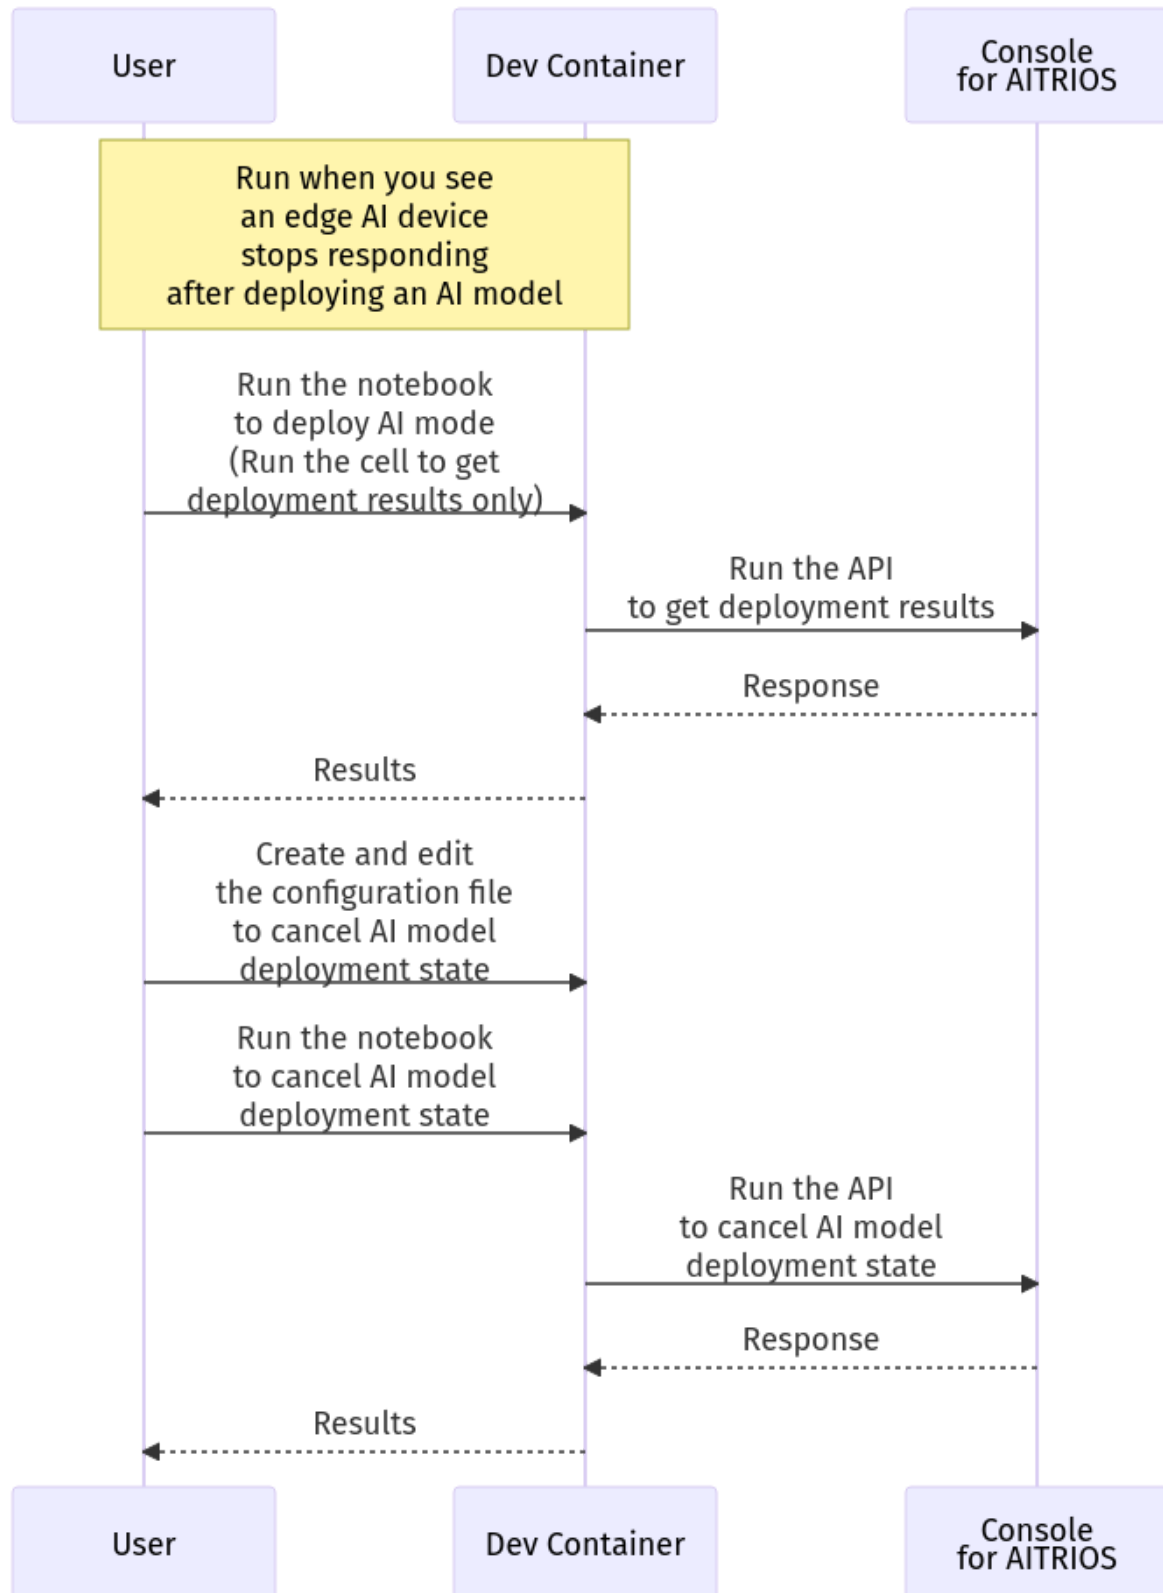 User
Dev Container
Console
for AITRIOS
Run when you see
an edge AI device
stops responding
after deploying an AI model
Run the notebook
to deploy AI mode
(Run the cell to get
deployment results only)
Run the API
to get deployment results
Response
Results
Create and edit
the configuration file
to cancel AI model
deployment state
Run the notebook
to cancel AI model
deployment state
Run the API
to cancel AI model
deployment state
Response
Results
User
Dev Container
Console
for AITRIOS